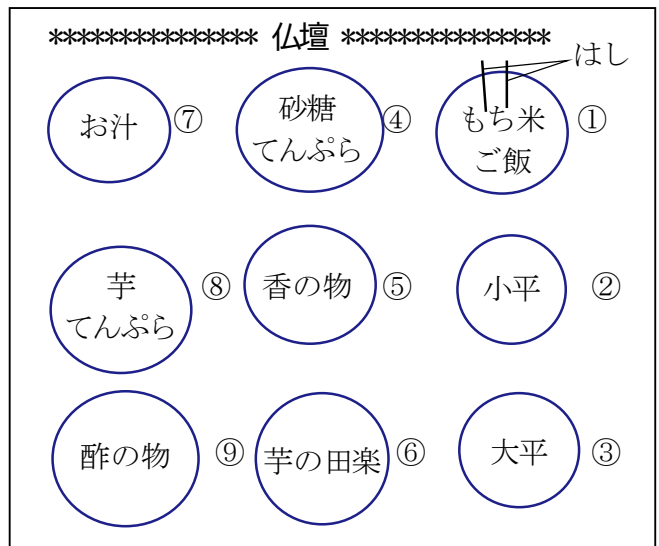 *************** 仏壇 ***************
はし
お汁 ⑦
砂糖
てんぷら ④
もち米
ご飯 ①
芋
てんぷら ⑧
香の物 ⑤
小平 ②
酢の物 ⑨
芋の田楽 ⑥
大平 ③